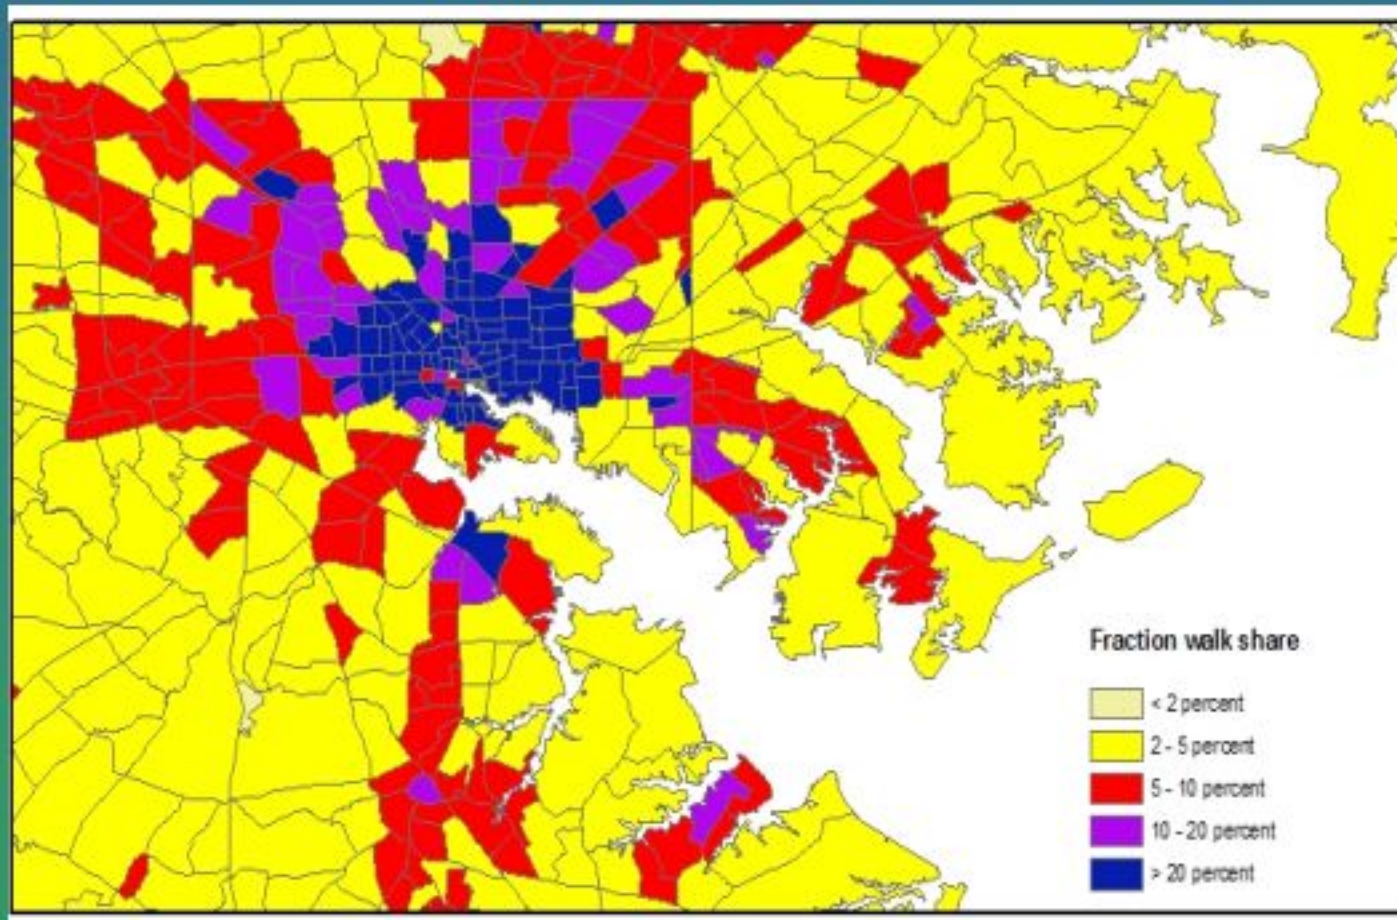 Fraction walk share
< 2 percent
2 - 5 percent
5 - 10 percent
10 - 20 percent
> 20 percent